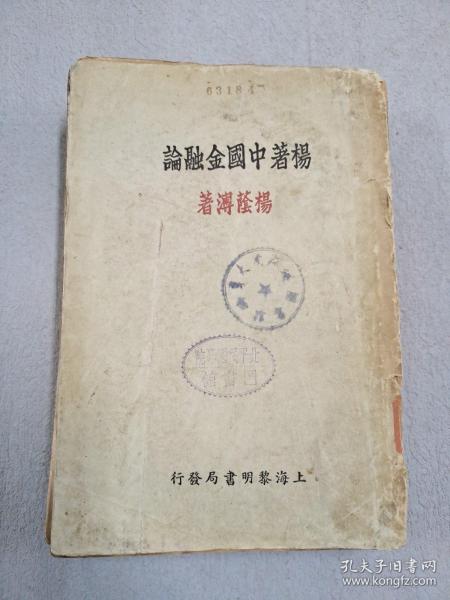 63184
楊著中國金融論
楊蔭溥著
上海黎明書局發行
孔夫子旧书网
www.kongfz.com